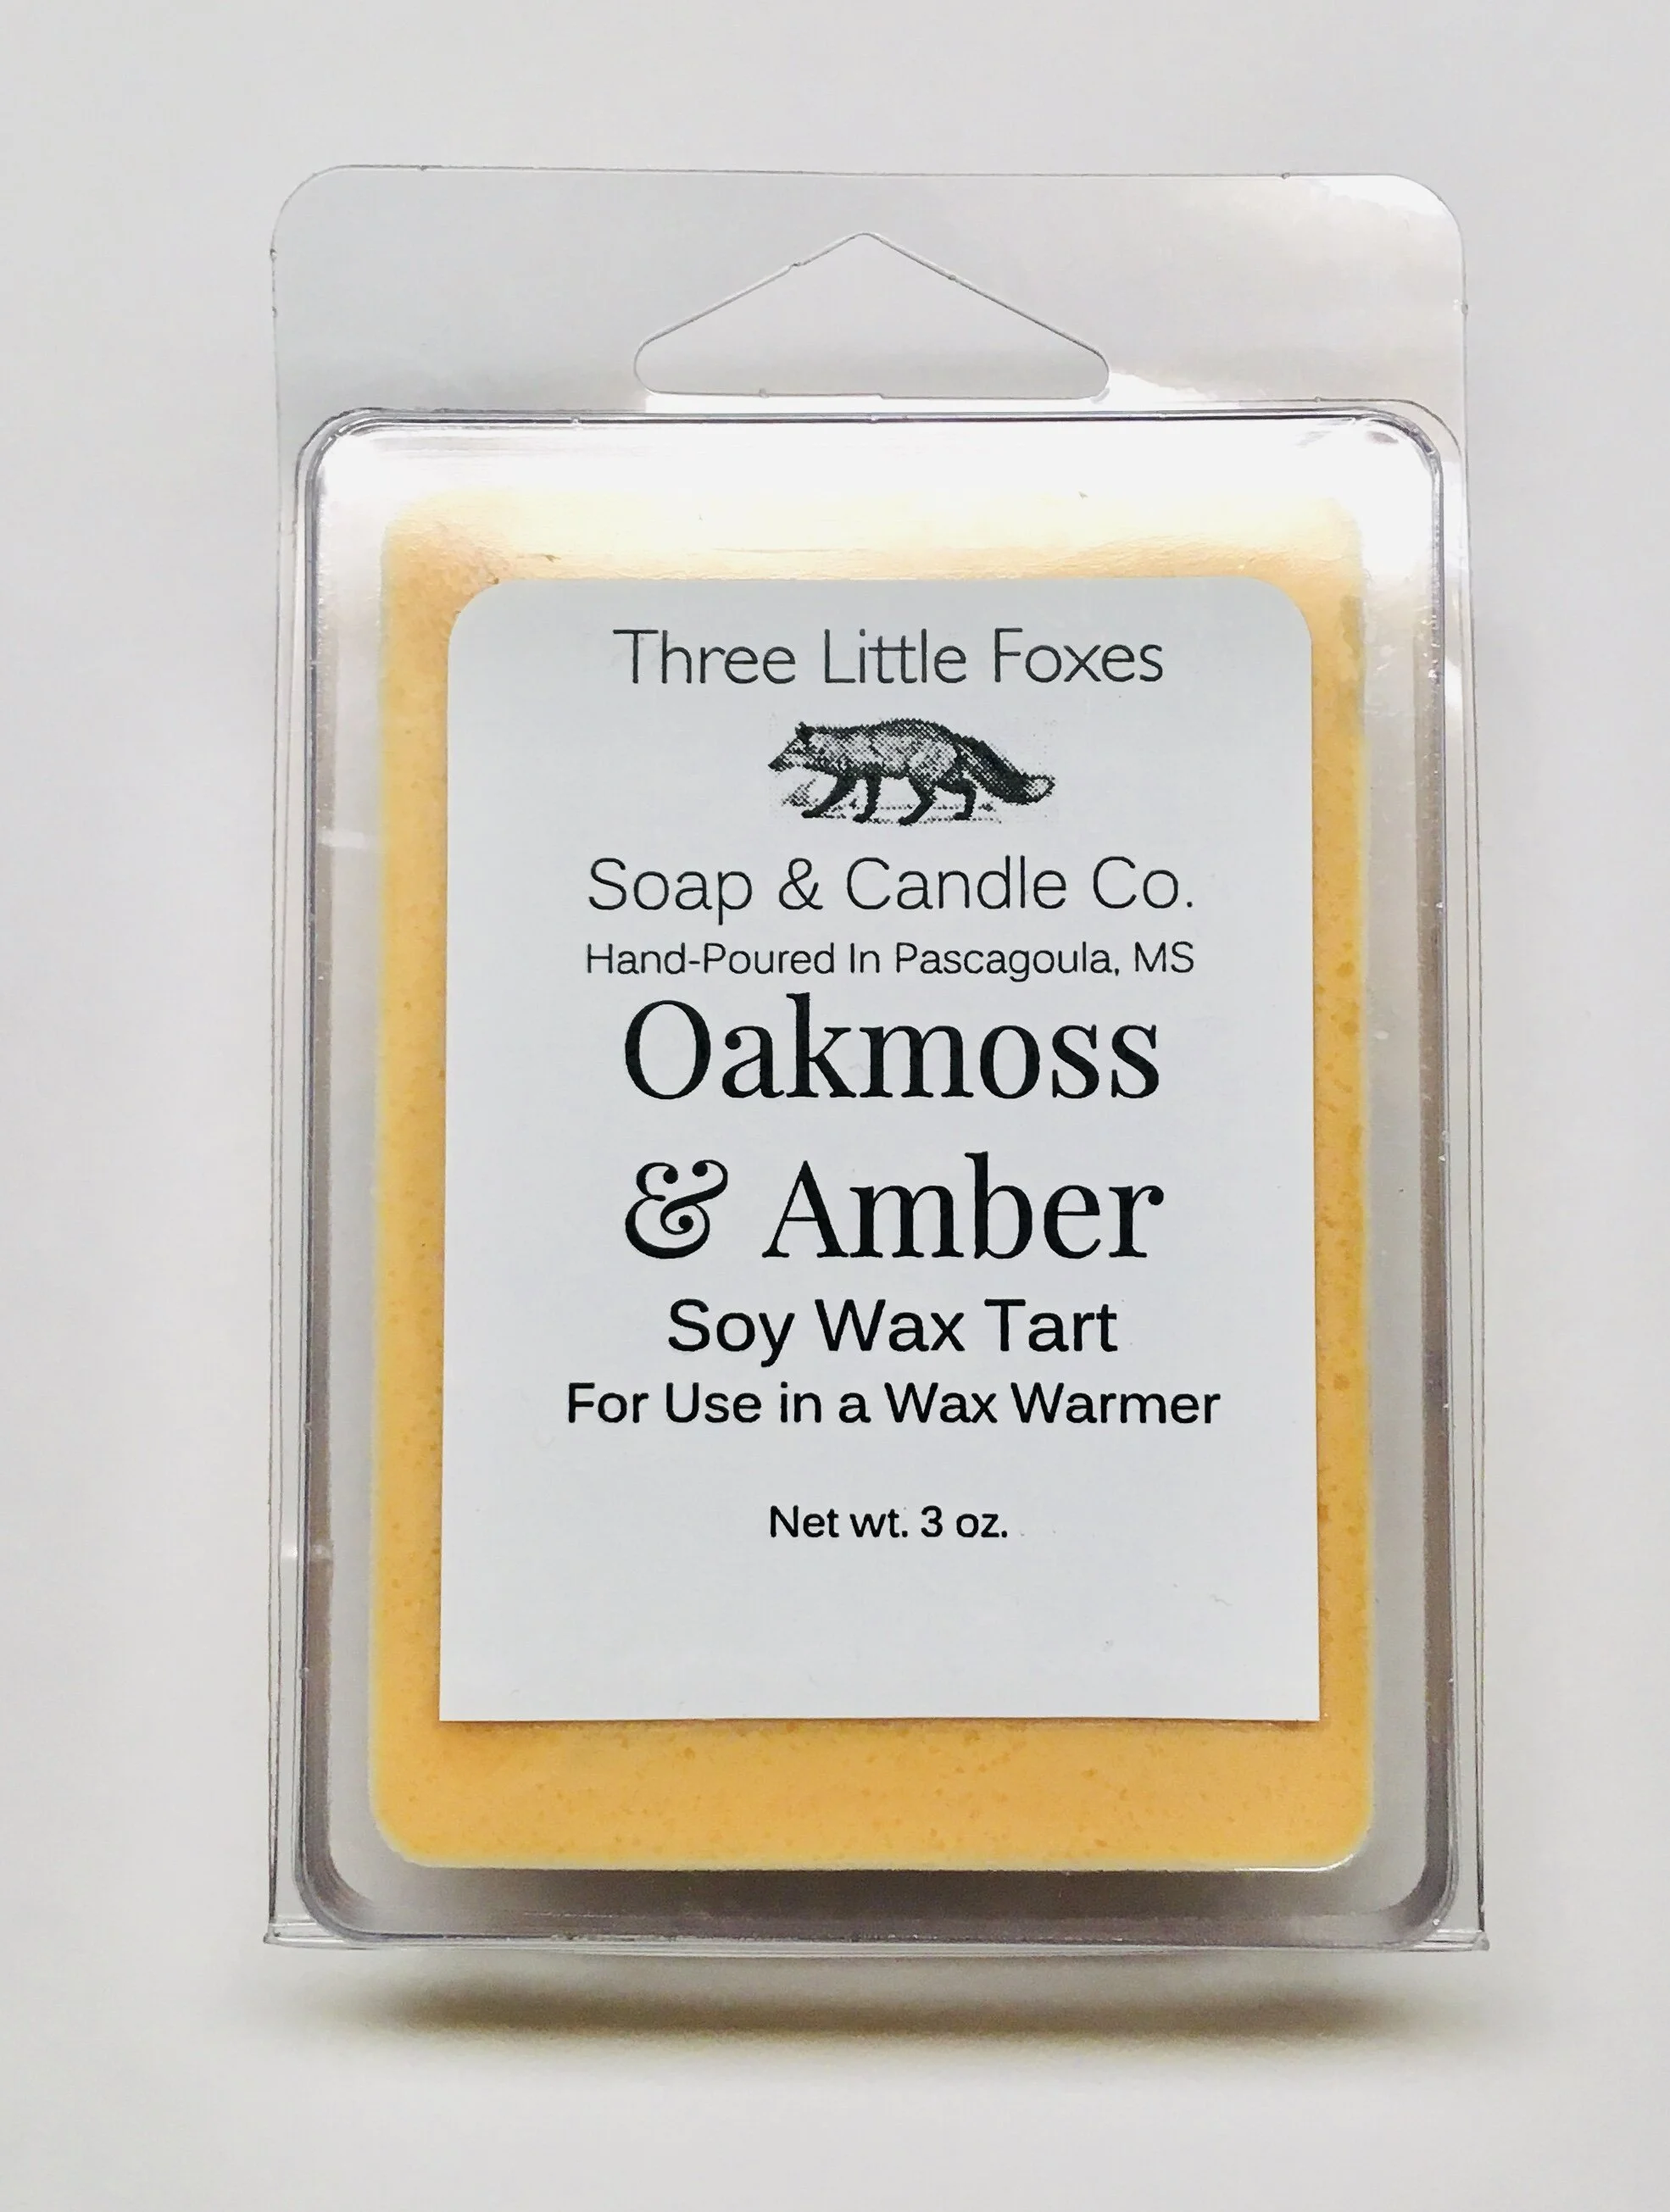 Three Little Foxes
Soap & Candle Co.
Hand-Poured In Pascagoula, MS
Oakmoss
& Amber
Soy Wax Tart
For Use in a Wax Warmer
Net wt. 3 oz.